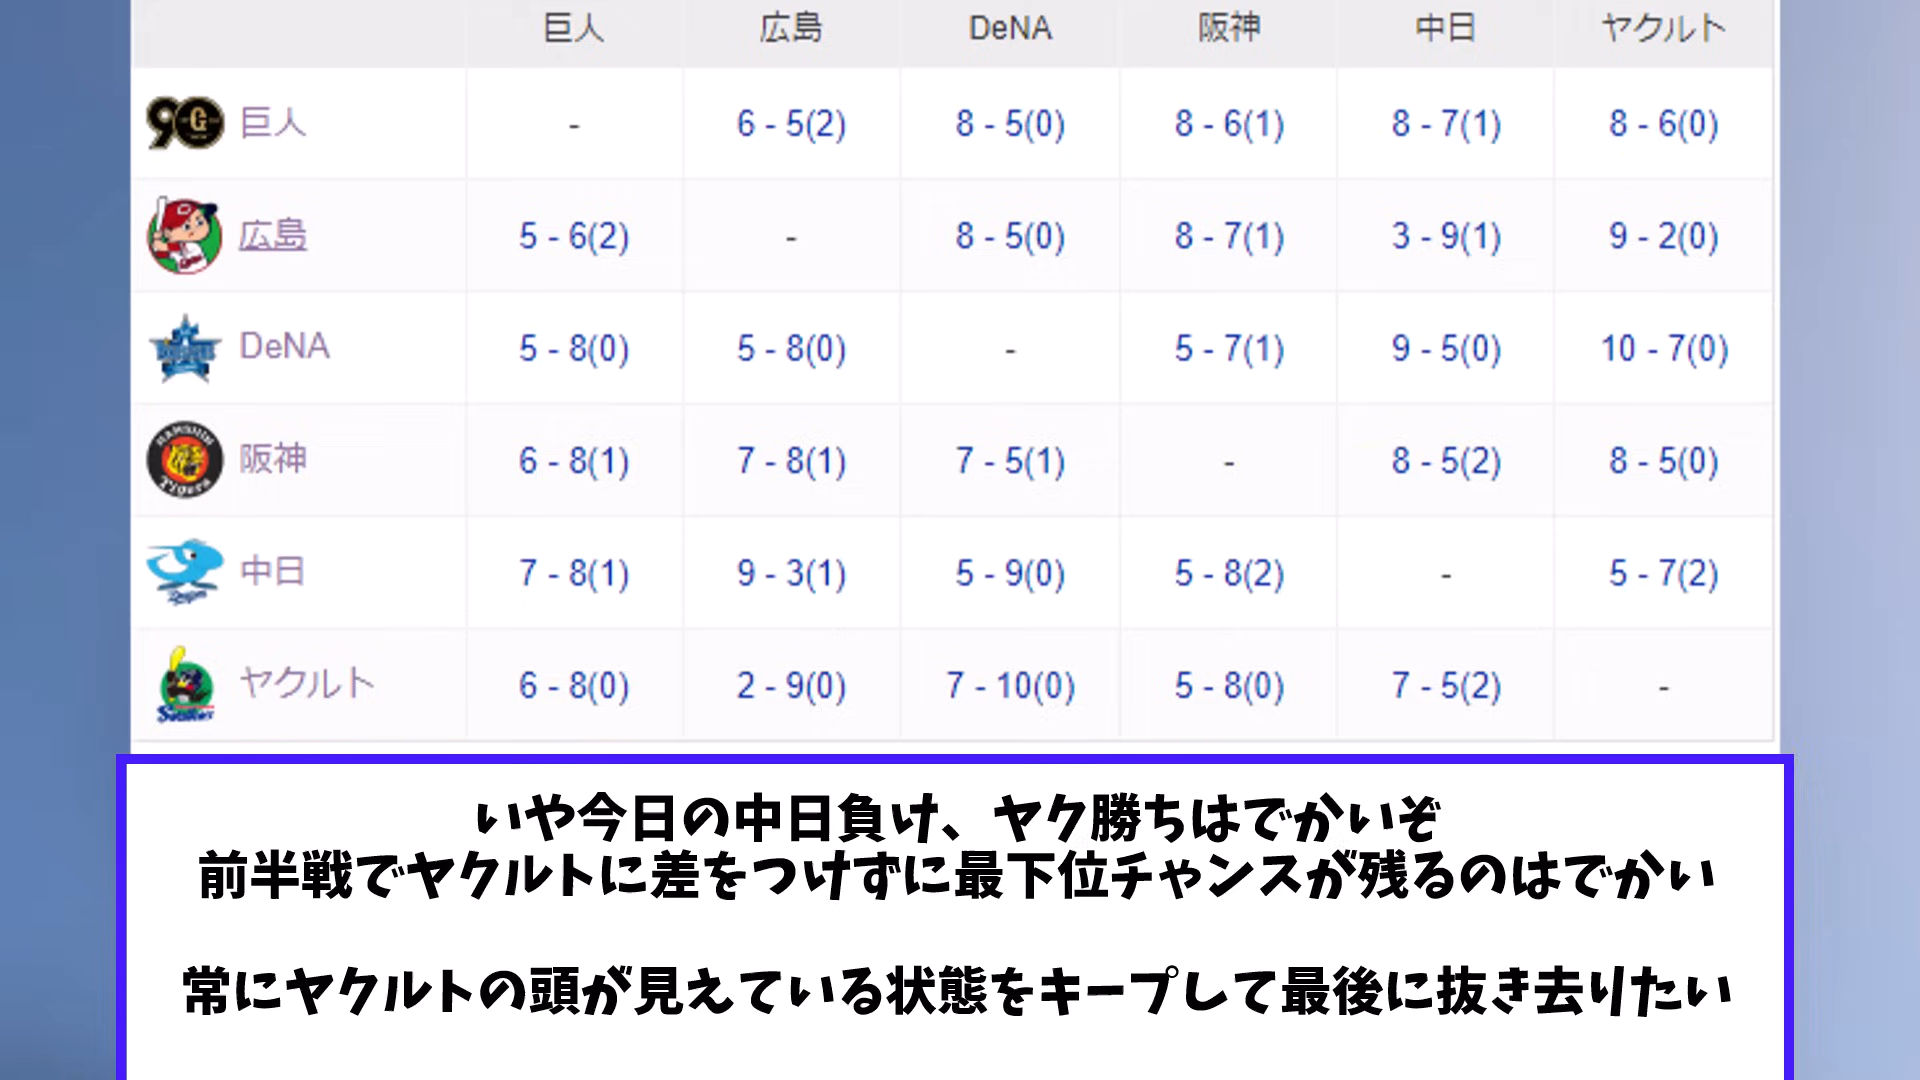 巨人 広島 DeNA 阪神 中日 ヤクルト
巨人 - 6 - 5(2) 8 - 5(0) 8 - 6(1) 8 - 7(1) 8 - 6(0)
広島 5 - 6(2) - 8 - 5(0) 8 - 7(1) 3 - 9(1) 9 - 2(0)
DeNA 5 - 8(0) 5 - 8(0) - 5 - 7(1) 9 - 5(0) 10 - 7(0)
阪神 6 - 8(1) 7 - 8(1) 7 - 5(1) - 8 - 5(2) 8 - 5(0)
中日 7 - 8(1) 9 - 3(1) 5 - 9(0) 5 - 8(2) - 5 - 7(2)
ヤクルト 6 - 8(0) 2 - 9(0) 7 - 10(0) 5 - 8(0) 7 - 5(2) -
いや今日の中日負け、ヤク勝ちはでかいぞ
前半戦でヤクルトに差をつけずに最下位チャンスが残るのはでかい
常にヤクルトの頭が見えている状態をキープして最後に抜き去りたい